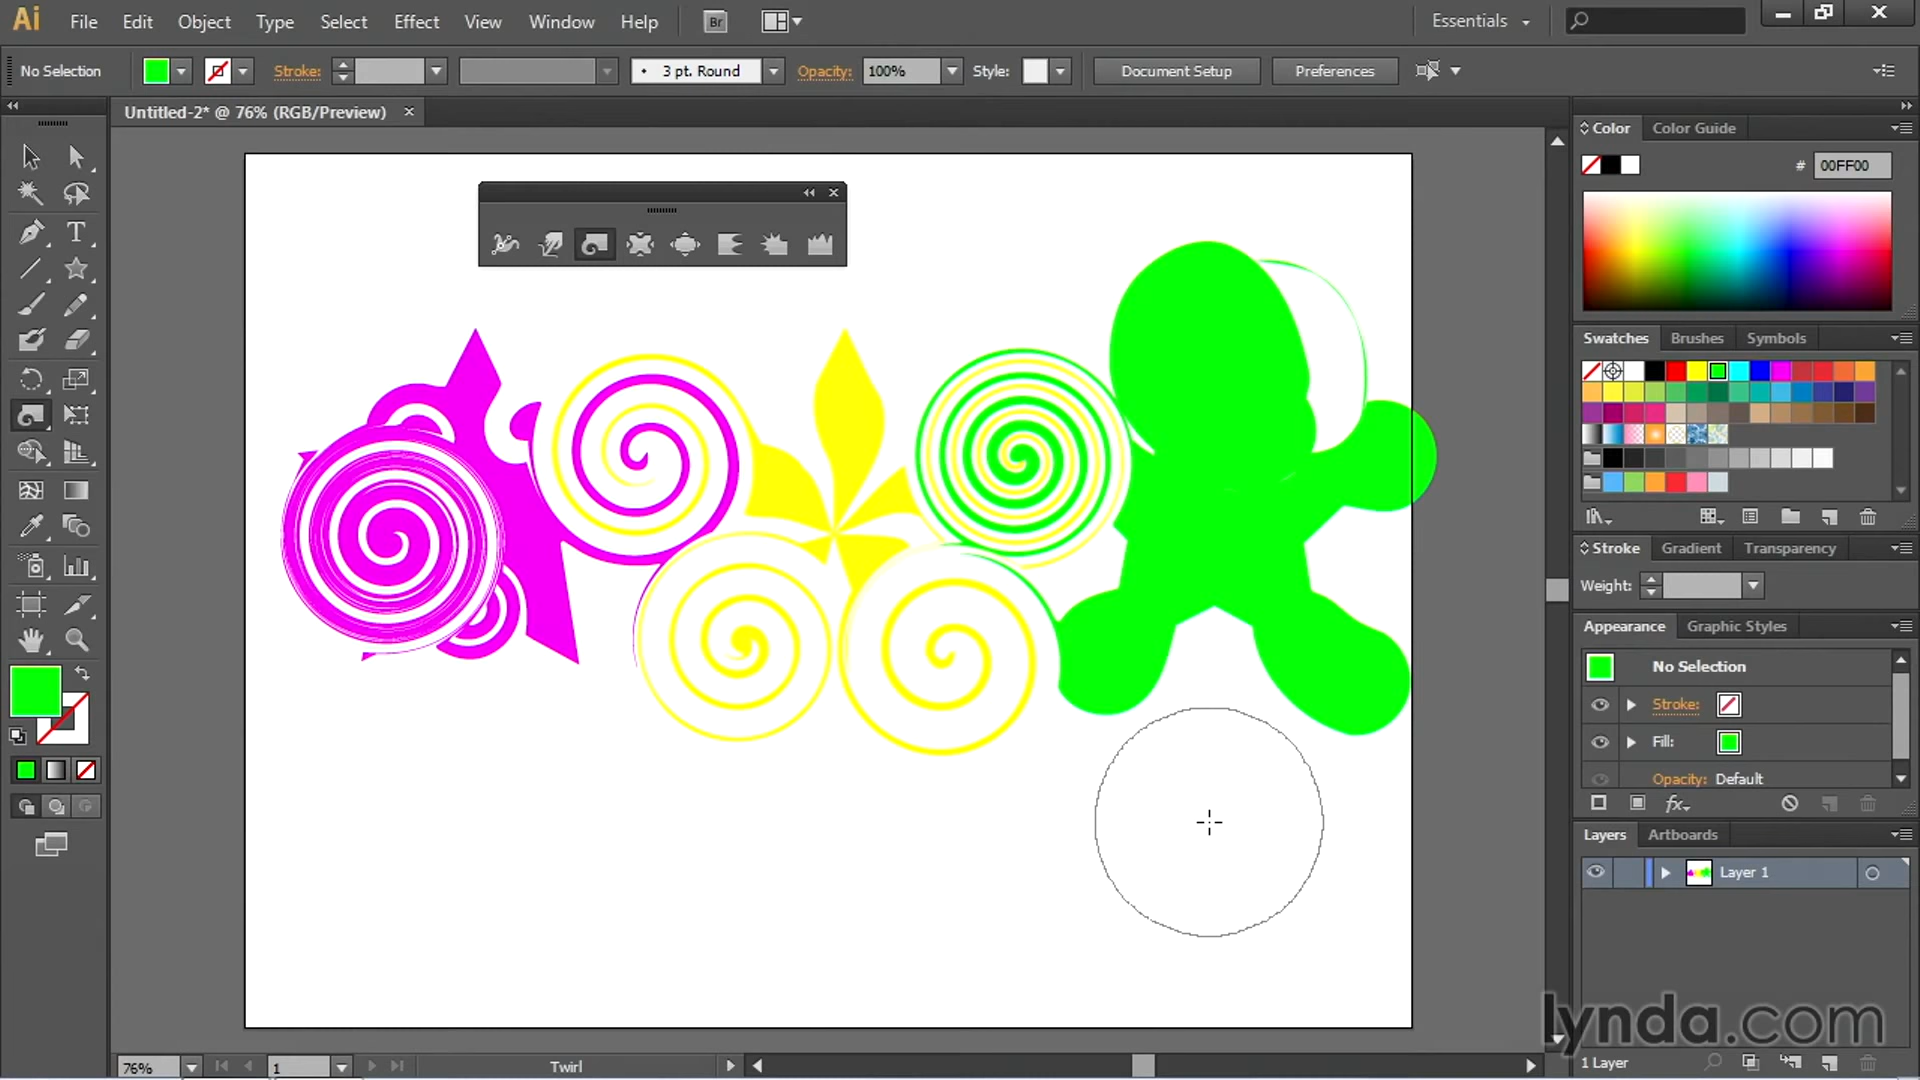 Ai File Edit Object Type Select Effect View Window Help Br Essentials
No Selection Stroke: 3 pt. Round Opacity: 100% Style: Document Setup Preferences
Untitled-2* @ 76% (RGB/Preview)
Color Color Guide
# 00FF00
Swatches Brushes Symbols
Stroke Gradient Transparency
Weight:
Appearance Graphic Styles
No Selection
Stroke:
Fill:
Opacity: Default
fx
Layers Artboards
Layer 1
lynda.com
76% 1 Twirl
1 Layer
T